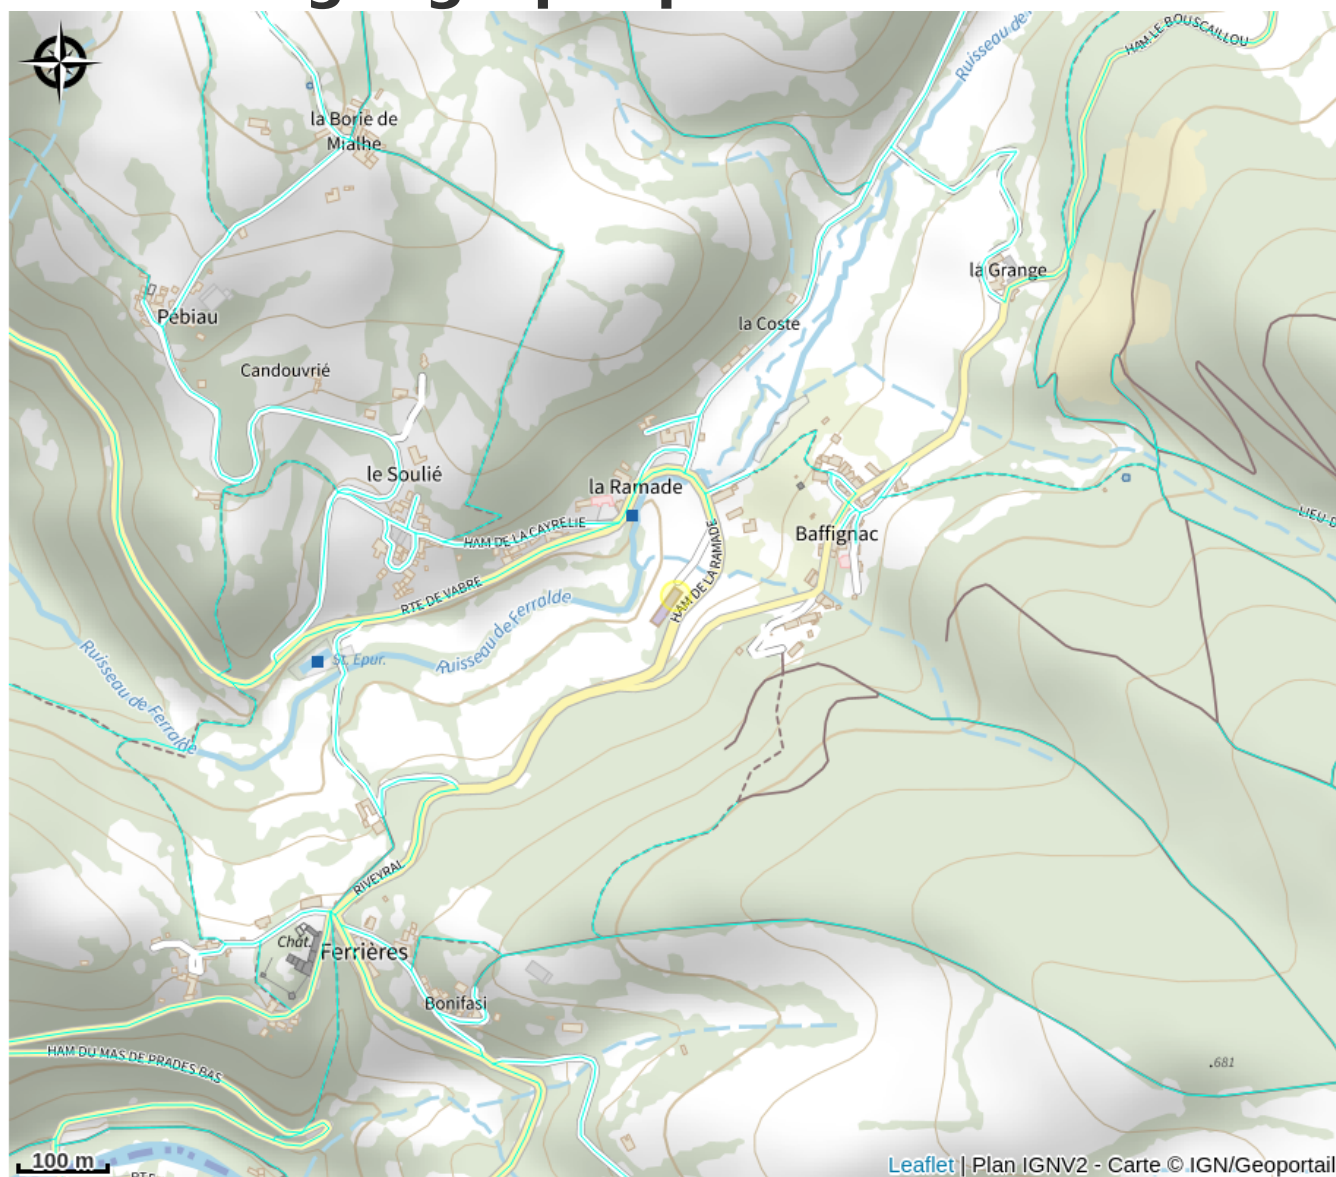 HAM LE BOUSCAILLOU
Ruisseau de
la Borie de
Mialhe
la Grange
Pébiau
la Coste
Candouvrié
le Soulié
la Ramade
HAM DE LA CAYRELIE
Baffignac
HAM DE LA RAMADE
RTE DE VABRE
Ruisseau de Ferralde
Ruisseau de Ferralde
St. Epur.
RIVEYRAL
Chât.
Ferrières
Bonifasi
HAM DU MAS DE PRADES BAS
.681
100 m
Leaflet | Plan IGNV2 - Carte © IGN/Geoportail